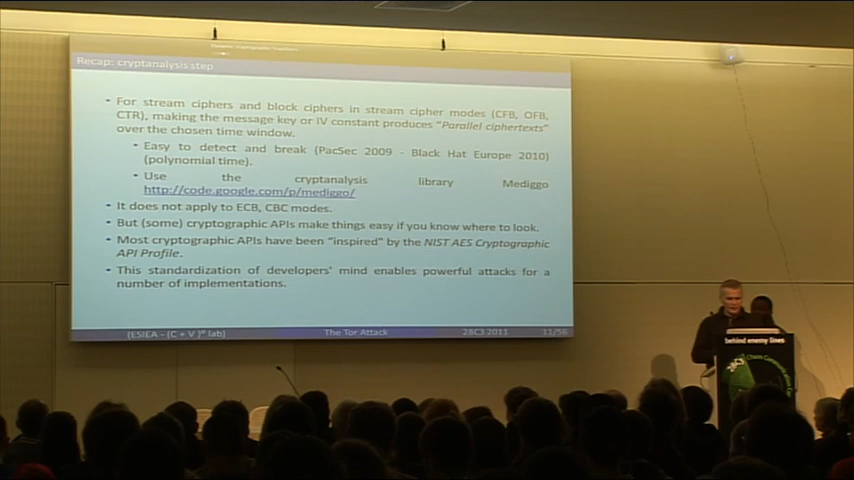 Dynamic Cryptographic Trapdoors
Recap: cryptanalysis step
• For stream ciphers and block ciphers in stream cipher modes (CFB, OFB,
CTR), making the message key or IV constant produces "Parallel ciphertexts"
over the chosen time window.
• Easy to detect and break (PacSec 2009 - Black Hat Europe 2010)
(polynomial time).
• Use the cryptanalysis library Mediggo
http://code.google.com/p/mediggo/
• It does not apply to ECB, CBC modes.
• But (some) cryptographic APIs make things easy if you know where to look.
• Most cryptographic APIs have been "inspired" by the NIST AES Cryptographic
API Profile.
• This standardization of developers' mind enables powerful attacks for a
number of implementations.
(ESIEA - (C + V)º lab) The Tor Attack 28C3 2011 11/56
behind enemy lines